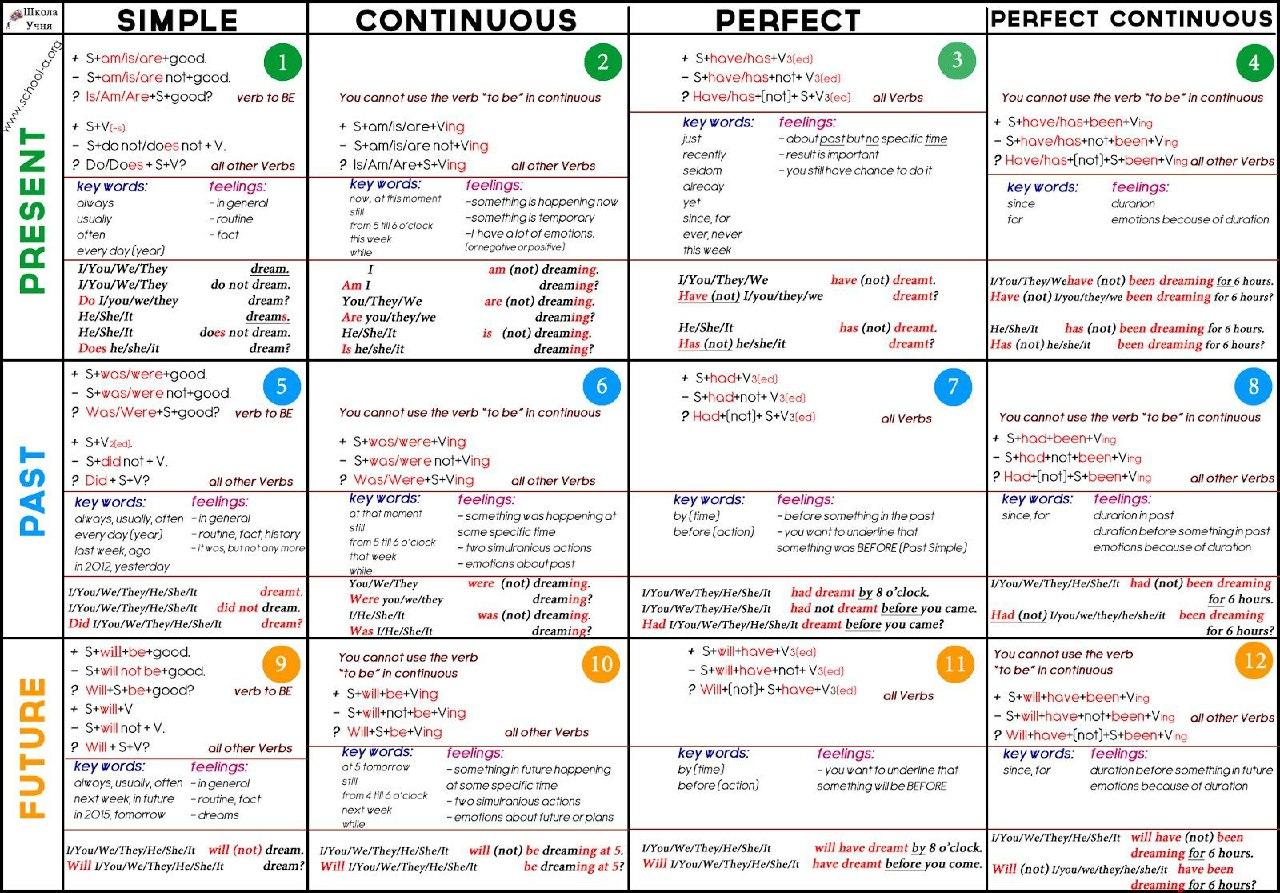 Школа
Учня
www.school-a.org
SIMPLE
CONTINUOUS
PERFECT
PERFECT CONTINUOUS
PRESENT
1
+ S+am/is/are+good.
– S+am/is/are not+good.
? Is/Am/Are+S+good? verb to BE
+ S+V(-s).
– S+do not/does not + V.
? Do/Does + S+V? all other Verbs
key words: feelings:
always – in general
usually – routine
often – fact
every day (year)
I/You/We/They dream.
I/You/We/They do not dream.
Do I/you/we/they dream?
He/She/It dreams.
He/She/It does not dream.
Does he/she/it dream?
2
You cannot use the verb "to be" in continuous
+ S+am/is/are+Ving
– S+am/is/are not+Ving
? Is/Am/Are+S+Ving all other Verbs
key words: feelings:
now, at this moment – something is happening now
still – something is temporary
from 5 till 6 o'clock – I have a lot of emotions.
this week (or negative or positive)
while
I am (not) dreaming.
Am I dreaming?
You/They/We are (not) dreaming.
Are you/they/we dreaming?
He/She/It is (not) dreaming.
Is he/she/it dreaming?
3
+ S+have/has+V3(ed)
– S+have/has+not+ V3(ed)
? Have/has+(not)+ S+V3(ed) all Verbs
key words: feelings:
just – about past but no specific time
recently – result is important
seldom – you still have chance to do it
already
yet
since, for
ever, never
this week
I/You/They/We have (not) dreamt.
Have (not) I/you/they/we dreamt?
He/She/It has (not) dreamt.
Has (not) he/she/it dreamt?
4
You cannot use the verb "to be" in continuous
+ S+have/has+been+Ving
– S+have/has+not+been+Ving
? Have/has+(not)+S+been+Ving all other Verbs
key words: feelings:
since duration
for emotions because of duration
I/You/They/We have (not) been dreaming for 6 hours.
Have (not) I/you/they/we been dreaming for 6 hours?
He/She/It has (not) been dreaming for 6 hours.
Has (not) he/she/it been dreaming for 6 hours?
PAST
5
+ S+was/were+good.
– S+was/were not+good.
? Was/Were+S+good? verb to BE
+ S+V2(ed).
– S+did not + V.
? Did + S+V? all other Verbs
key words: feelings:
always, usually, often – in general
every day (year) – routine, fact, history
last week, ago – it was, but not any more
in 2012, yesterday
I/You/We/They/He/She/It dreamt.
I/You/We/They/He/She/It did not dream.
Did I/You/We/They/He/She/It dream?
6
You cannot use the verb "to be" in continuous
+ S+was/were+Ving
– S+was/were not+Ving
? Was/Were+S+Ving all other Verbs
key words: feelings:
at that moment – something was happening at
still some specific time
from 5 till 6 o'clock – two simulranious actions
that week – emotions about past
while
You/We/They were (not) dreaming.
Were you/we/they dreaming?
I/He/She/It was (not) dreaming.
Was I/He/She/It dreaming?
7
+ S+had+V3(ed)
– S+had+not+ V3(ed)
? Had+(not)+ S+V3(ed) all Verbs
key words: feelings:
by (time) – before something in the past
before (action) – you want to underline that
something was BEFORE (Past Simple)
I/You/We/They/He/She/It had dreamt by 8 o'clock.
I/You/We/They/He/She/It had not dreamt before you came.
Had I/You/We/They/He/She/It dreamt before you came?
8
You cannot use the verb "to be" in continuous
+ S+had+been+Ving
– S+had+not+been+Ving
? Had+(not)+S+been+Ving all other Verbs
key words: feelings:
since, for duration in past
duration before something in past
emotions because of duration
I/You/We/They/He/She/It had (not) been dreaming
for 6 hours.
Had (not) I/you/we/they/he/she/it been dreaming
for 6 hours?
FUTURE
9
+ S+will+be+good.
– S+will not be+good.
? Will+S+be+good? verb to BE
+ S+will+V
– S+will not + V.
? Will + S+V? all other Verbs
key words: feelings:
always, usually, often – in general
next week, in future – routine, fact
in 2015, tomorrow – dreams
I/You/We/They/He/She/It will (not) dream.
Will I/You/We/They/He/She/It dream?
10
You cannot use the verb
"to be" in continuous
+ S+will+be+Ving
– S+will+not+be+Ving
? Will+S+be+Ving all other Verbs
key words: feelings:
at 5 tomorrow – something in future happening
still at some specific time
from 4 till 6 o'clock – two simulranious actions
next week – emotions about future or plans
while
I/You/We/They/He/She/It will (not) be dreaming at 5.
Will I/You/We/They/He/She/It be dreaming at 5?
11
+ S+will+have+V3(ed)
– S+will+have+not+ V3(ed)
? Will+(not)+ S+have+V3(ed) all Verbs
key words: feelings:
by (time) – you want to underline that
before (action) something will be BEFORE
I/You/We/They/He/She/It will have dreamt by 8 o'clock.
Will I/You/We/They/He/She/It have dreamt before you come.
12
You cannot use the verb
"to be" in continuous
+ S+will+have+been+Ving
– S+will+have+not+been+Ving all other Verbs
? Will+have+(not)+S+been+Ving
key words: feelings:
since, for duration before something in future
emotions because of duration
I/You/We/They/He/She/It will have (not) been
dreaming for 6 hours.
Will (not) I/you/we/they/he/she/it have been
dreaming for 6 hours?